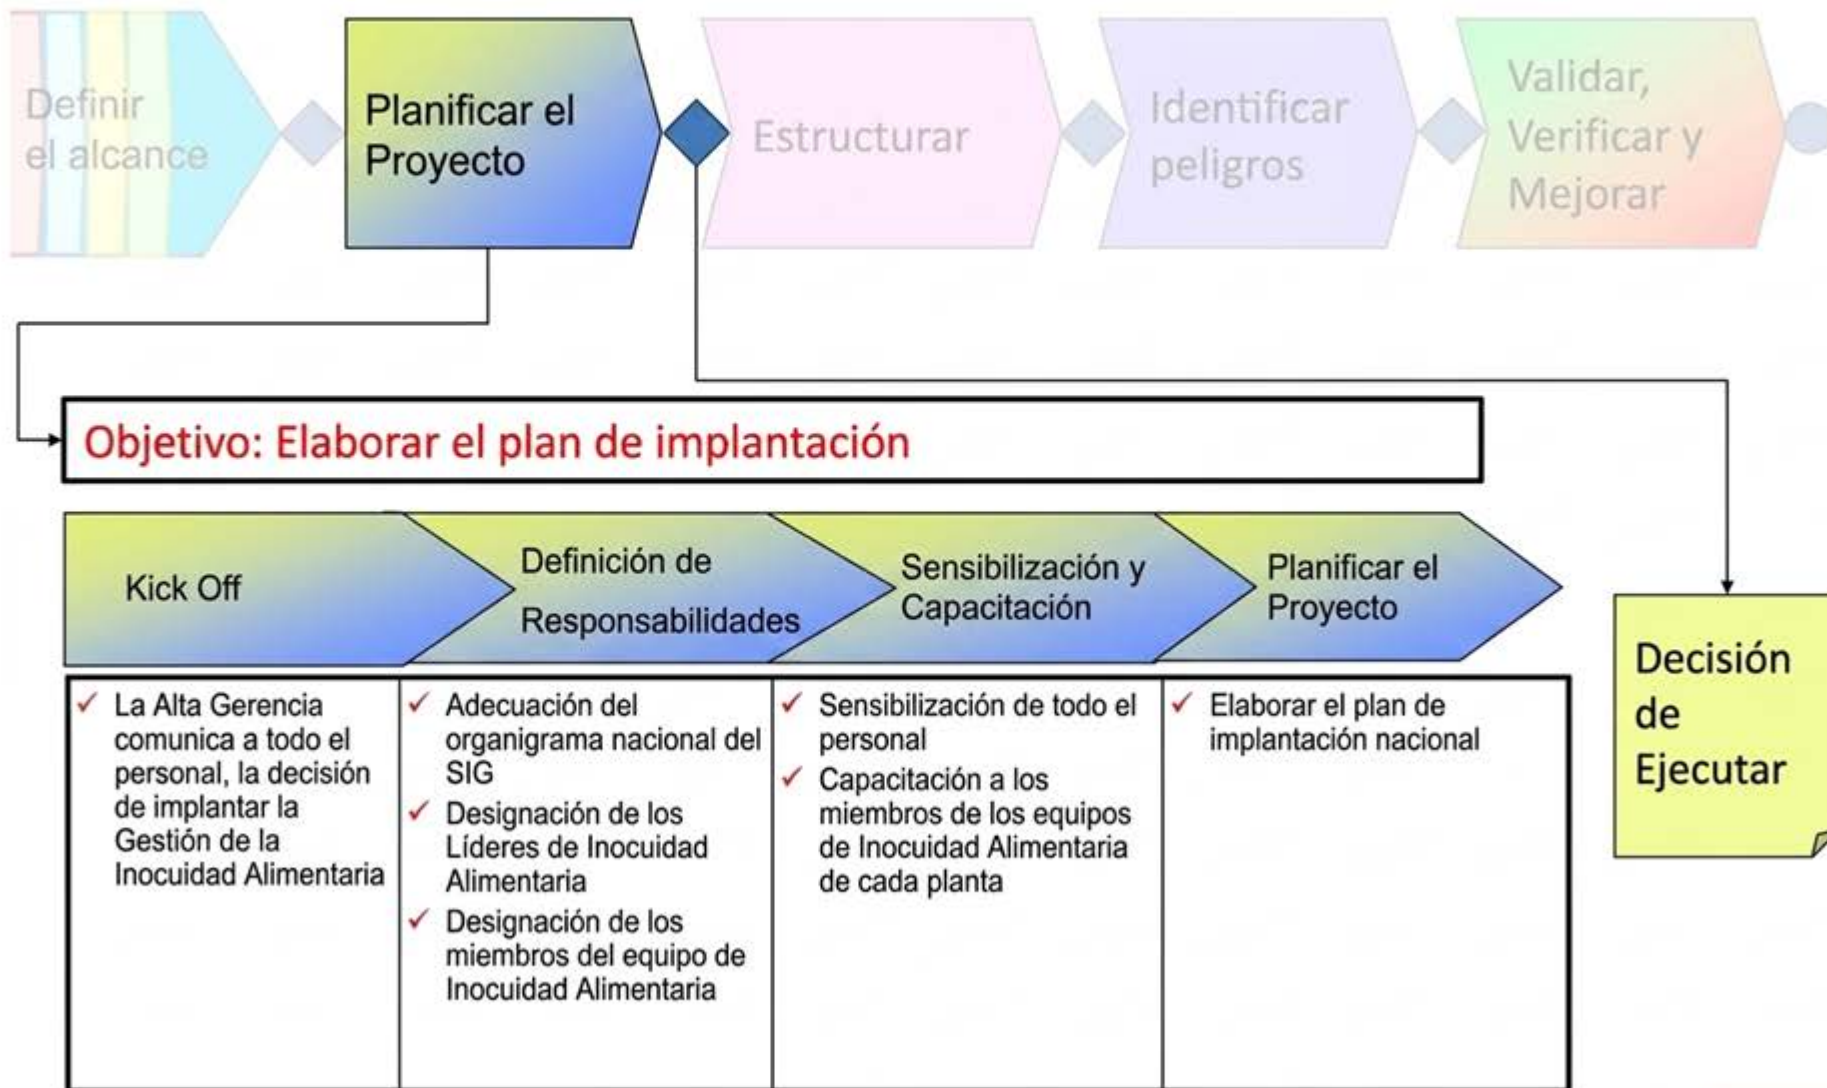 Definir
el alcance
Planificar el
Proyecto
Estructurar
Identificar
peligros
Validar,
Verificar y
Mejorar
Objetivo: Elaborar el plan de implantación
Kick Off
Definición de
Responsabilidades
Sensibilización y
Capacitación
Planificar el
Proyecto
Decisión
de
Ejecutar
✓ La Alta Gerencia
comunica a todo el
personal, la decisión
de implantar la
Gestión de la
Inocuidad Alimentaria
✓ Adecuación del
organigrama nacional del
SIG
✓ Designación de los
Líderes de Inocuidad
Alimentaria
✓ Designación de los
miembros del equipo de
Inocuidad Alimentaria
✓ Sensibilización de todo el
personal
✓ Capacitación a los
miembros de los equipos
de Inocuidad Alimentaria
de cada planta
✓ Elaborar el plan de
implantación nacional